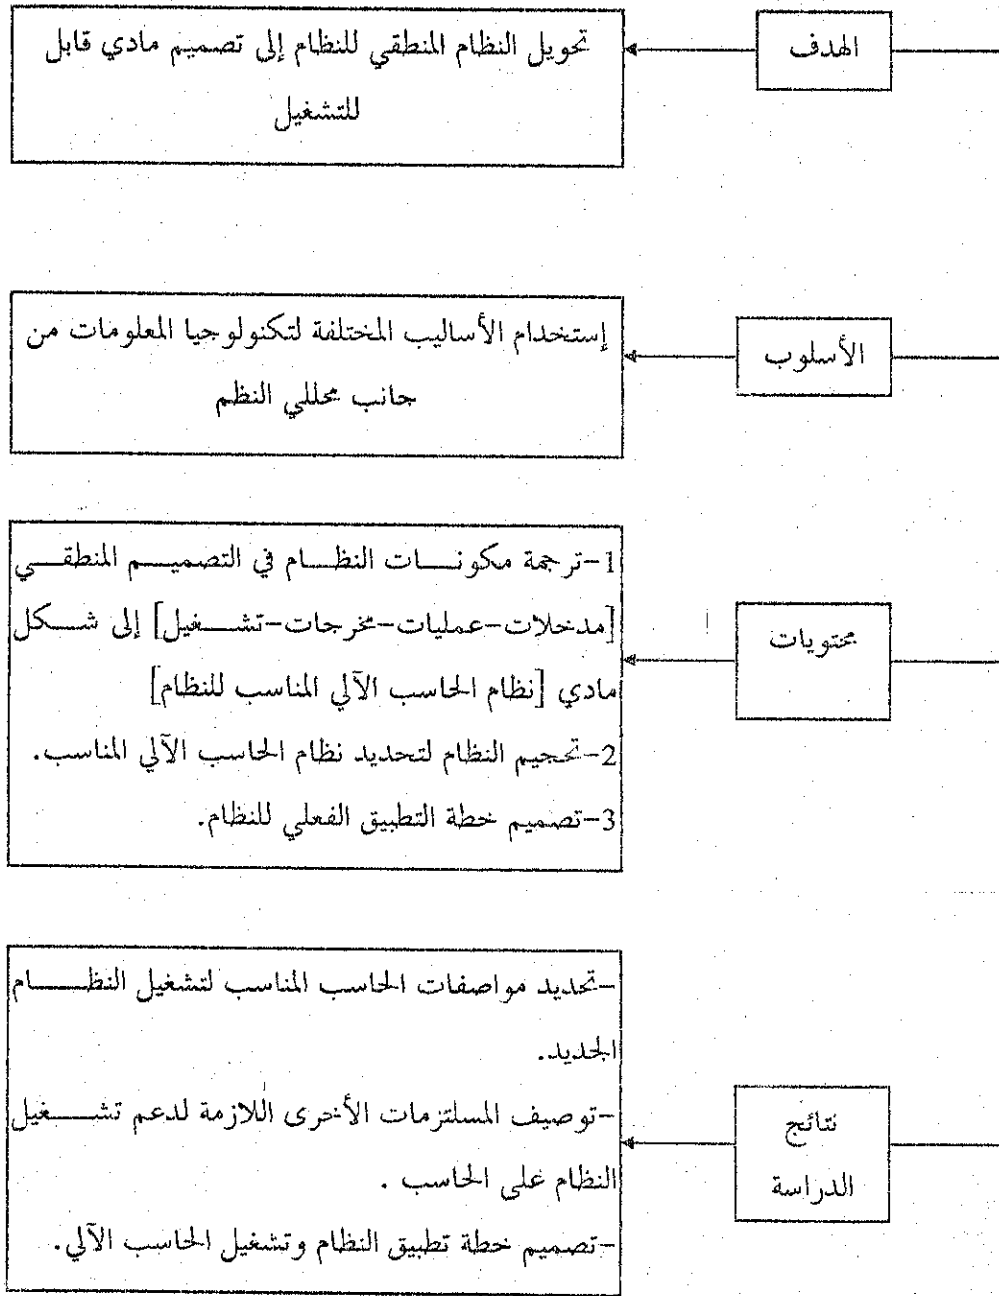 الهدف
تحويل النظام المنطقي للنظام إلى تصميم مادي قابل
للتشغيل
الأسلوب
إستخدام الأساليب المختلفة لتكنولوجيا المعلومات من
جانب محللي النظم
محتويات
1-ترجمة مكونات النظام في التصميم المنطقي
[مدخلات-عمليات-مخرجات-تشغيل] إلى شكل
مادي [نظام الحاسب الآلي المناسب للنظام]
2-تحجيم النظام لتحديد نظام الحاسب الآلي المناسب.
3-تصميم خطة التطبيق الفعلي للنظام.
نتائج
الدراسة
-تحديد مواصفات الحاسب المناسب لتشغيل النظام
الجديد.
-توصيف المسلتزمات الأخرى اللازمة لدعم تشغيل
النظام على الحاسب .
-تصميم خطة تطبيق النظام وتشغيل الحاسب الآلي.